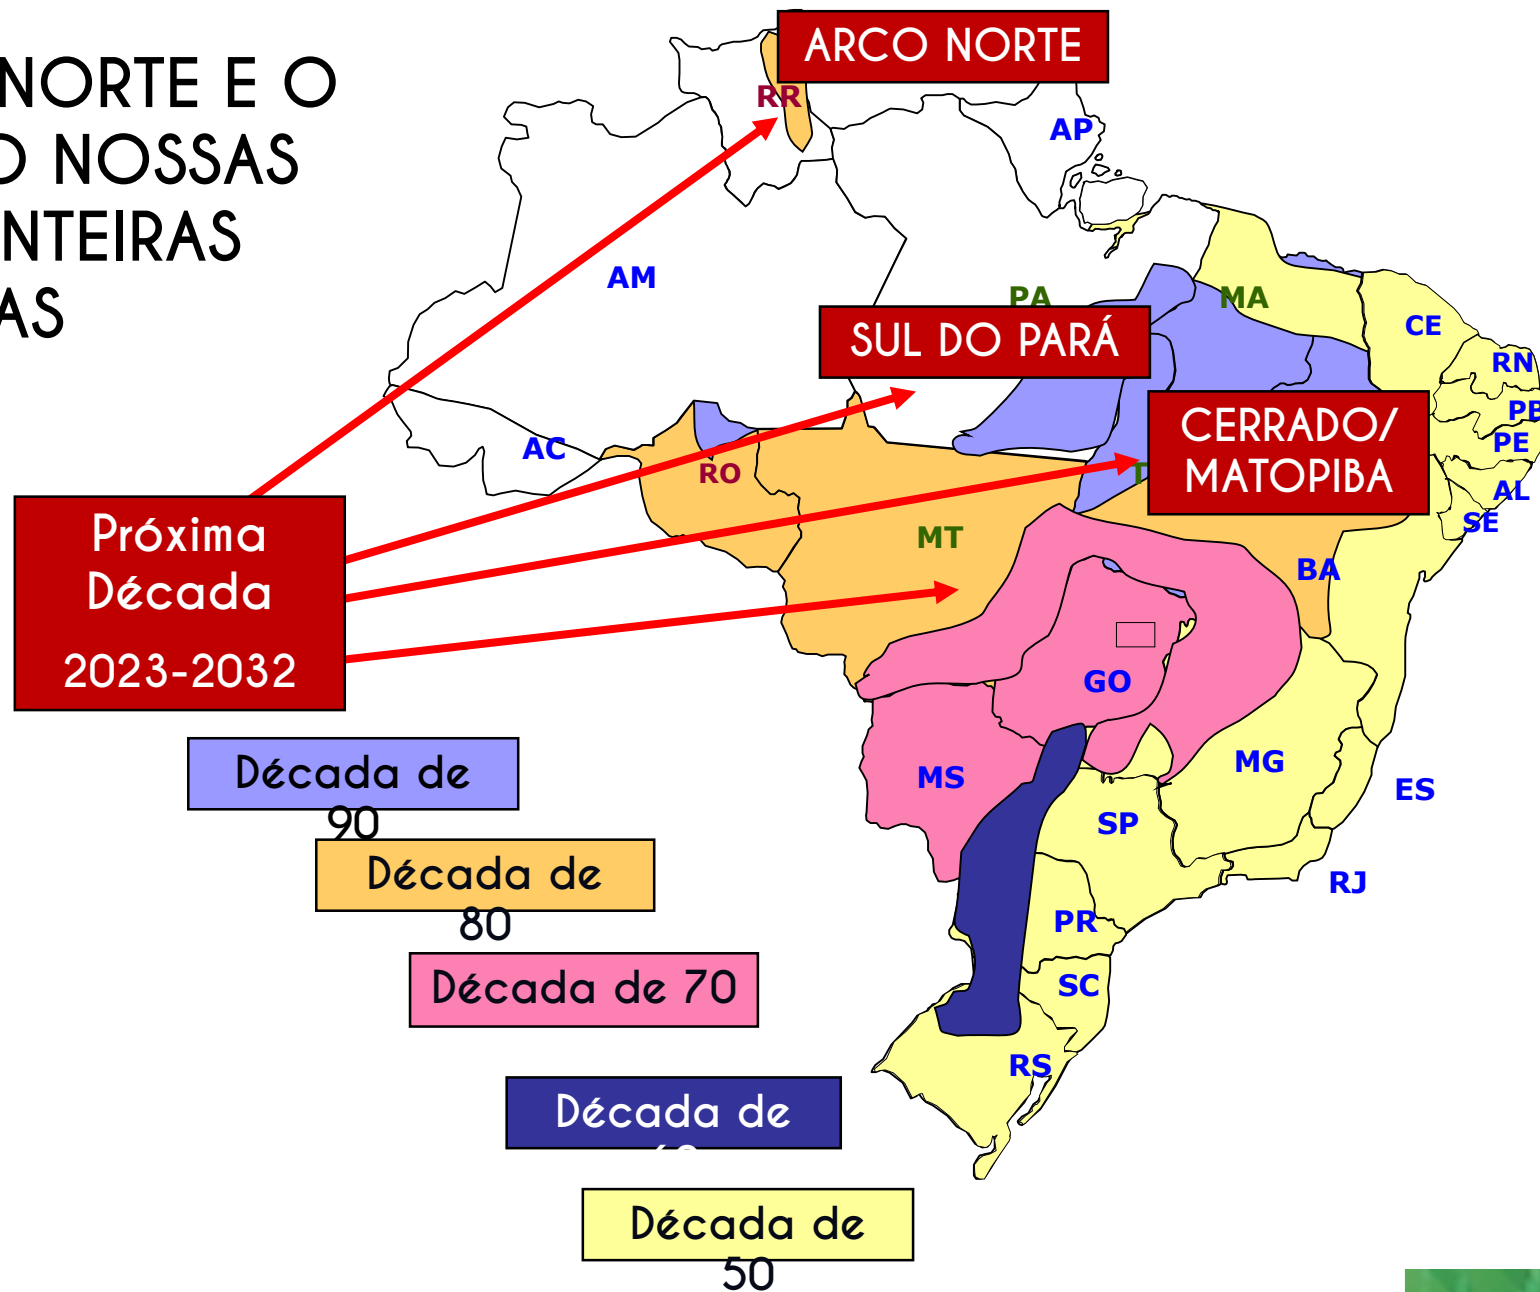 NORTE E O
O NOSSAS
NTEIRAS
AS
ARCO NORTE
RR
AP
AM
PA
MA
SUL DO PARÁ
CE
RN
PB
PE
AL
SE
CERRADO/
MATOPIBA
AC
RO
T
MT
BA
Próxima
Década
2023-2032
GO
MS
MG
ES
SP
RJ
PR
SC
RS
Década de
90
Década de
80
Década de 70
Década de
Década de
50